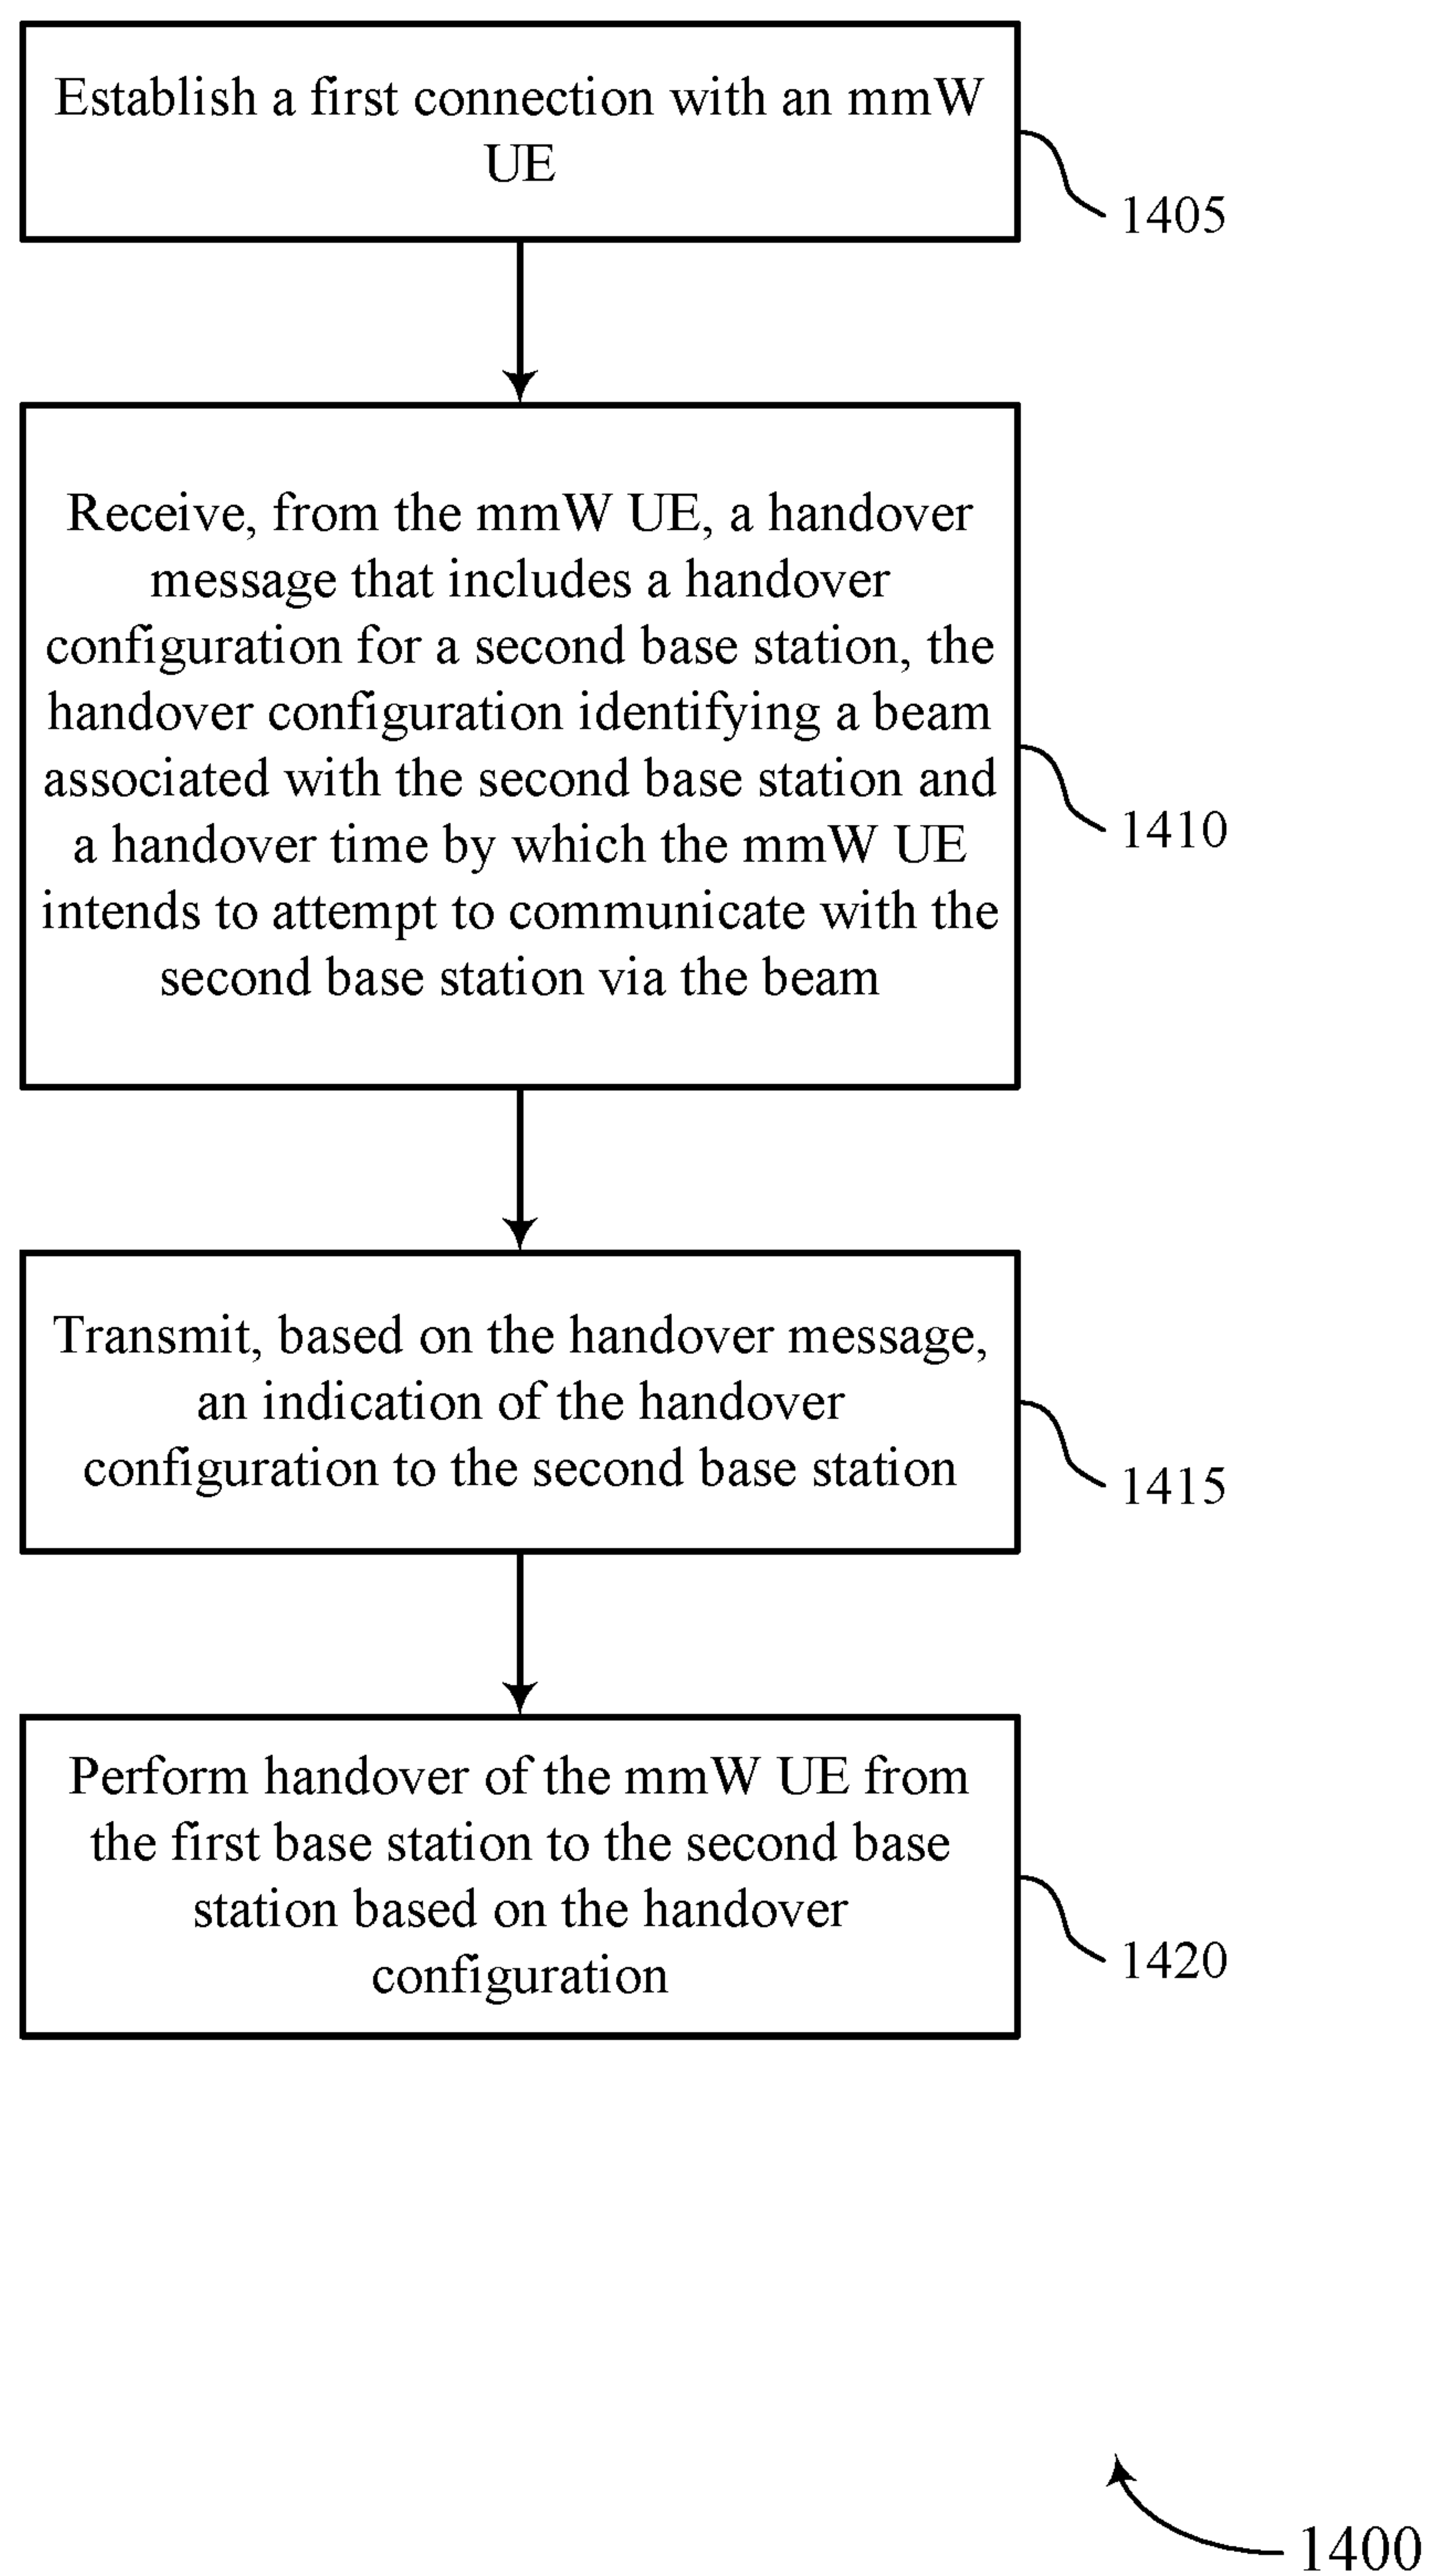 Establish a first connection with an mmW
UE
1405
Receive, from the mmW UE, a handover
message that includes a handover
configuration for a second base station, the
handover configuration identifying a beam
associated with the second base station and
a handover time by which the mmW UE
intends to attempt to communicate with the
second base station via the beam
1410
Transmit, based on the handover message,
an indication of the handover
configuration to the second base station
1415
Perform handover of the mmW UE from
the first base station to the second base
station based on the handover
configuration
1420
1400